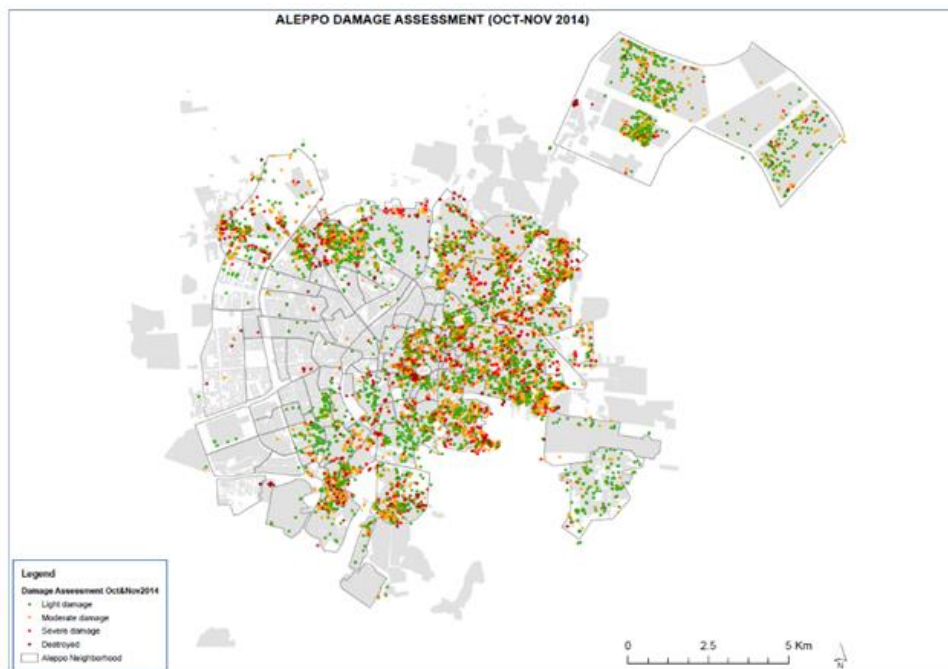 ALEPPO DAMAGE ASSESSMENT (OCT-NOV 2014)
Legend
Damage Assessment Oct&Nov2014
Light damage
Moderate damage
Severe damage
Destroyed
Aleppo Neighborhood
0 2.5 5 Km
N